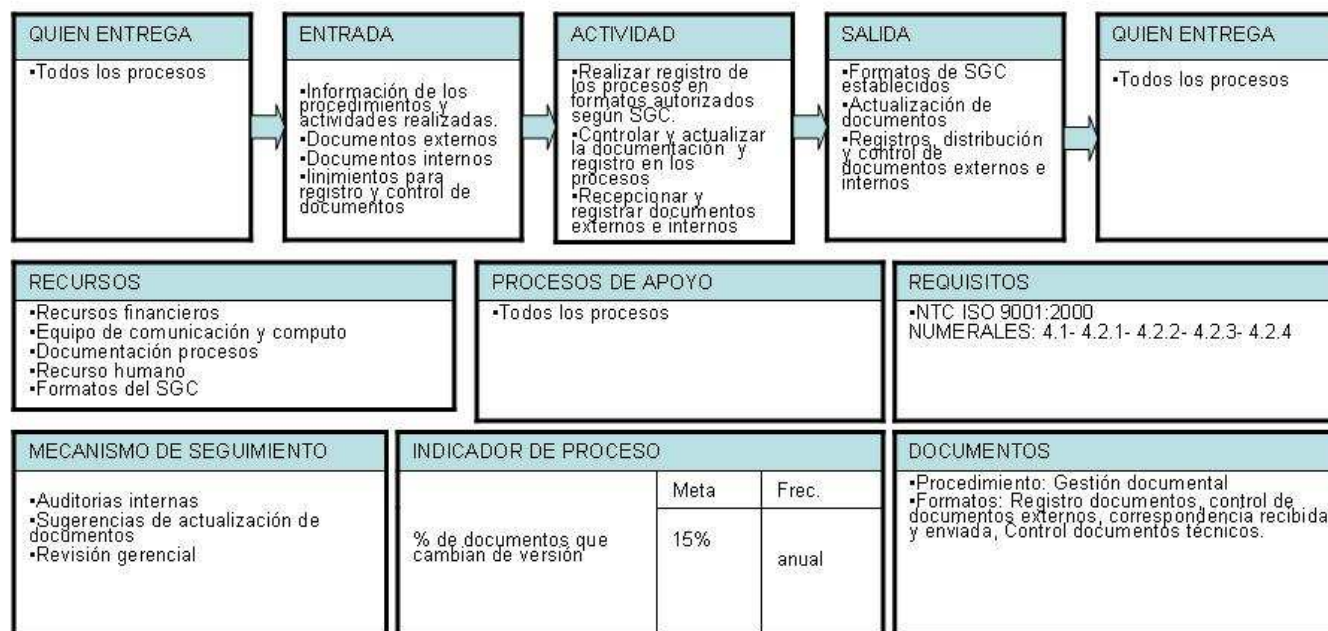 QUIEN ENTREGA
▪Todos los procesos
ENTRADA
▪Información de los
procedimientos y
actividades realizadas.
▪Documentos externos
▪Documentos internos
▪linimientos para
registro y control de
documentos
ACTIVIDAD
▪Realizar registro de
los procesos en
formatos autorizados
según SGC.
▪Controlar y actualizar
la documentación y
registro en los
procesos
▪Recepcionar y
registrar documentos
externos e internos
SALIDA
▪Formatos de SGC
establecidos
▪Actualización de
documentos
▪Registros, distribución
y control de
documentos externos e
internos
QUIEN ENTREGA
▪Todos los procesos
RECURSOS
▪Recursos financieros
▪Equipo de comunicación y computo
▪Documentación procesos
▪Recurso humano
▪Formatos del SGC
PROCESOS DE APOYO
▪Todos los procesos
REQUISITOS
▪NTC ISO 9001:2000
NUMERALES: 4.1- 4.2.1- 4.2.2- 4.2.3- 4.2.4
MECANISMO DE SEGUIMIENTO
▪Auditorias internas
▪Sugerencias de actualización de
documentos
▪Revisión gerencial
INDICADOR DE PROCESO
Meta
Frec.
% de documentos que
cambian de versión
15%
anual
DOCUMENTOS
▪Procedimiento: Gestión documental
▪Formatos: Registro documentos, control de
documentos externos, correspondencia recibida
y enviada, Control documentos técnicos.